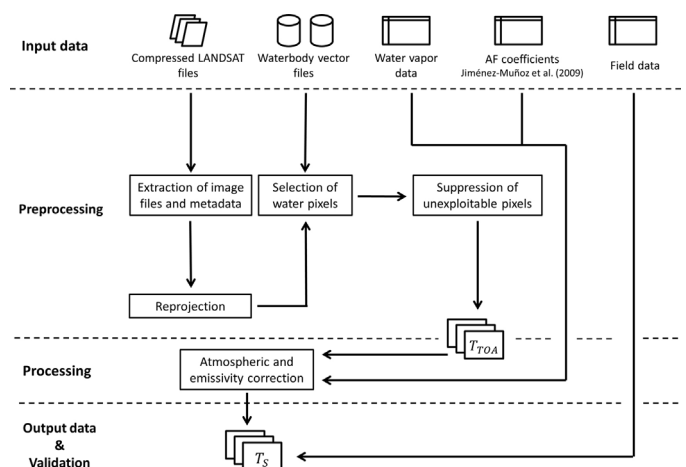 Input data
Compressed LANDSAT
files
Waterbody vector
files
Water vapor
data
AF coefficients
Jiménez-Muñoz et al. (2009)
Field data
Preprocessing
Extraction of image
files and metadata
Selection of
water pixels
Suppression of
unexploitable pixels
Reprojection
T_TOA
Processing
Atmospheric and
emissivity correction
Output data
&
Validation
T_S